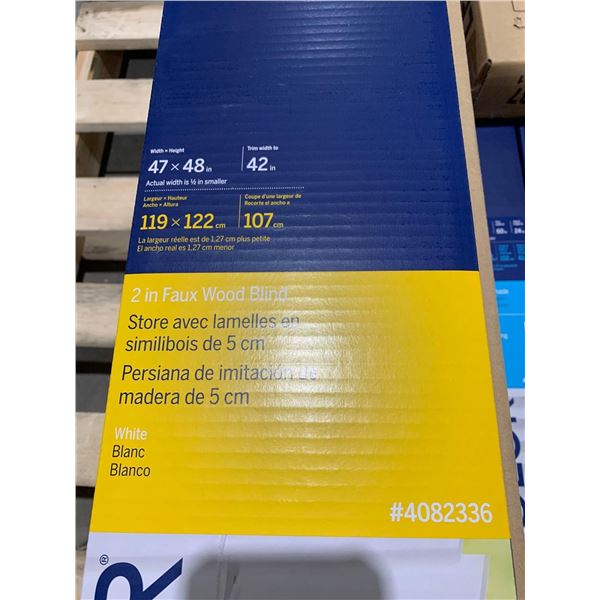 Width × Height
47 × 48 in
Trim width to
42 in
Actual width is ½ in smaller
Largeur × Hauteur
Ancho × Altura
119 × 122 cm
Coupe d'une largeur de
Recorte el ancho a
107 cm
La largeur réelle est de 1,27 cm plus petite
El ancho real es 1,27 cm menor
2 in Faux Wood Blind
Store avec lamelles en
similibois de 5 cm
Persiana de imitación de
madera de 5 cm
White
Blanc
Blanco
#4082336
R®